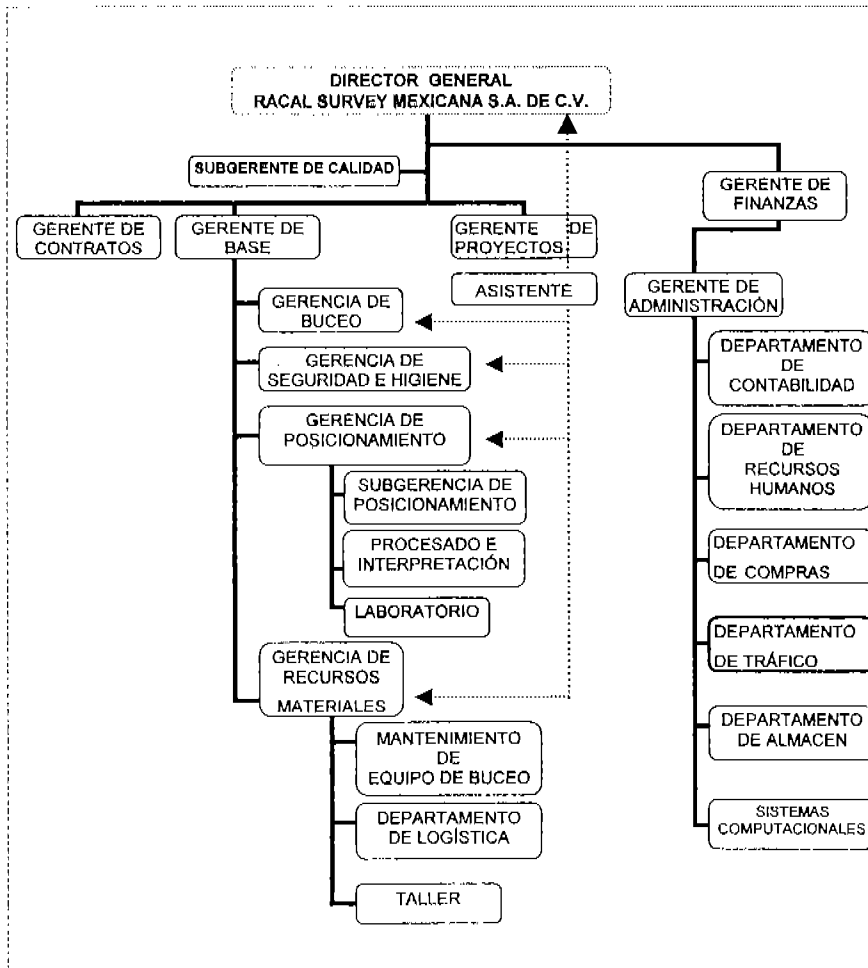 DIRECTOR GENERAL
RACAL SURVEY MEXICANA S.A. DE C.V.
SUBGERENTE DE CALIDAD
GERENTE DE
FINANZAS
GERENTE DE
CONTRATOS
GERENTE DE
BASE
GERENTE DE
PROYECTOS
ASISTENTE
GERENTE DE
ADMINISTRACIÓN
GERENCIA DE
BUCEO
GERENCIA DE
SEGURIDAD E HIGIENE
GERENCIA DE
POSICIONAMIENTO
SUBGERENCIA DE
POSICIONAMIENTO
PROCESADO E
INTERPRETACIÓN
LABORATORIO
GERENCIA DE
RECURSOS
MATERIALES
MANTENIMIENTO
DE
EQUIPO DE BUCEO
DEPARTAMENTO
DE LOGÍSTICA
TALLER
DEPARTAMENTO
DE
CONTABILIDAD
DEPARTAMENTO
DE
RECURSOS
HUMANOS
DEPARTAMENTO
DE COMPRAS
DEPARTAMENTO
DE TRÁFICO
DEPARTAMENTO
DE ALMACEN
SISTEMAS
COMPUTACIONALES